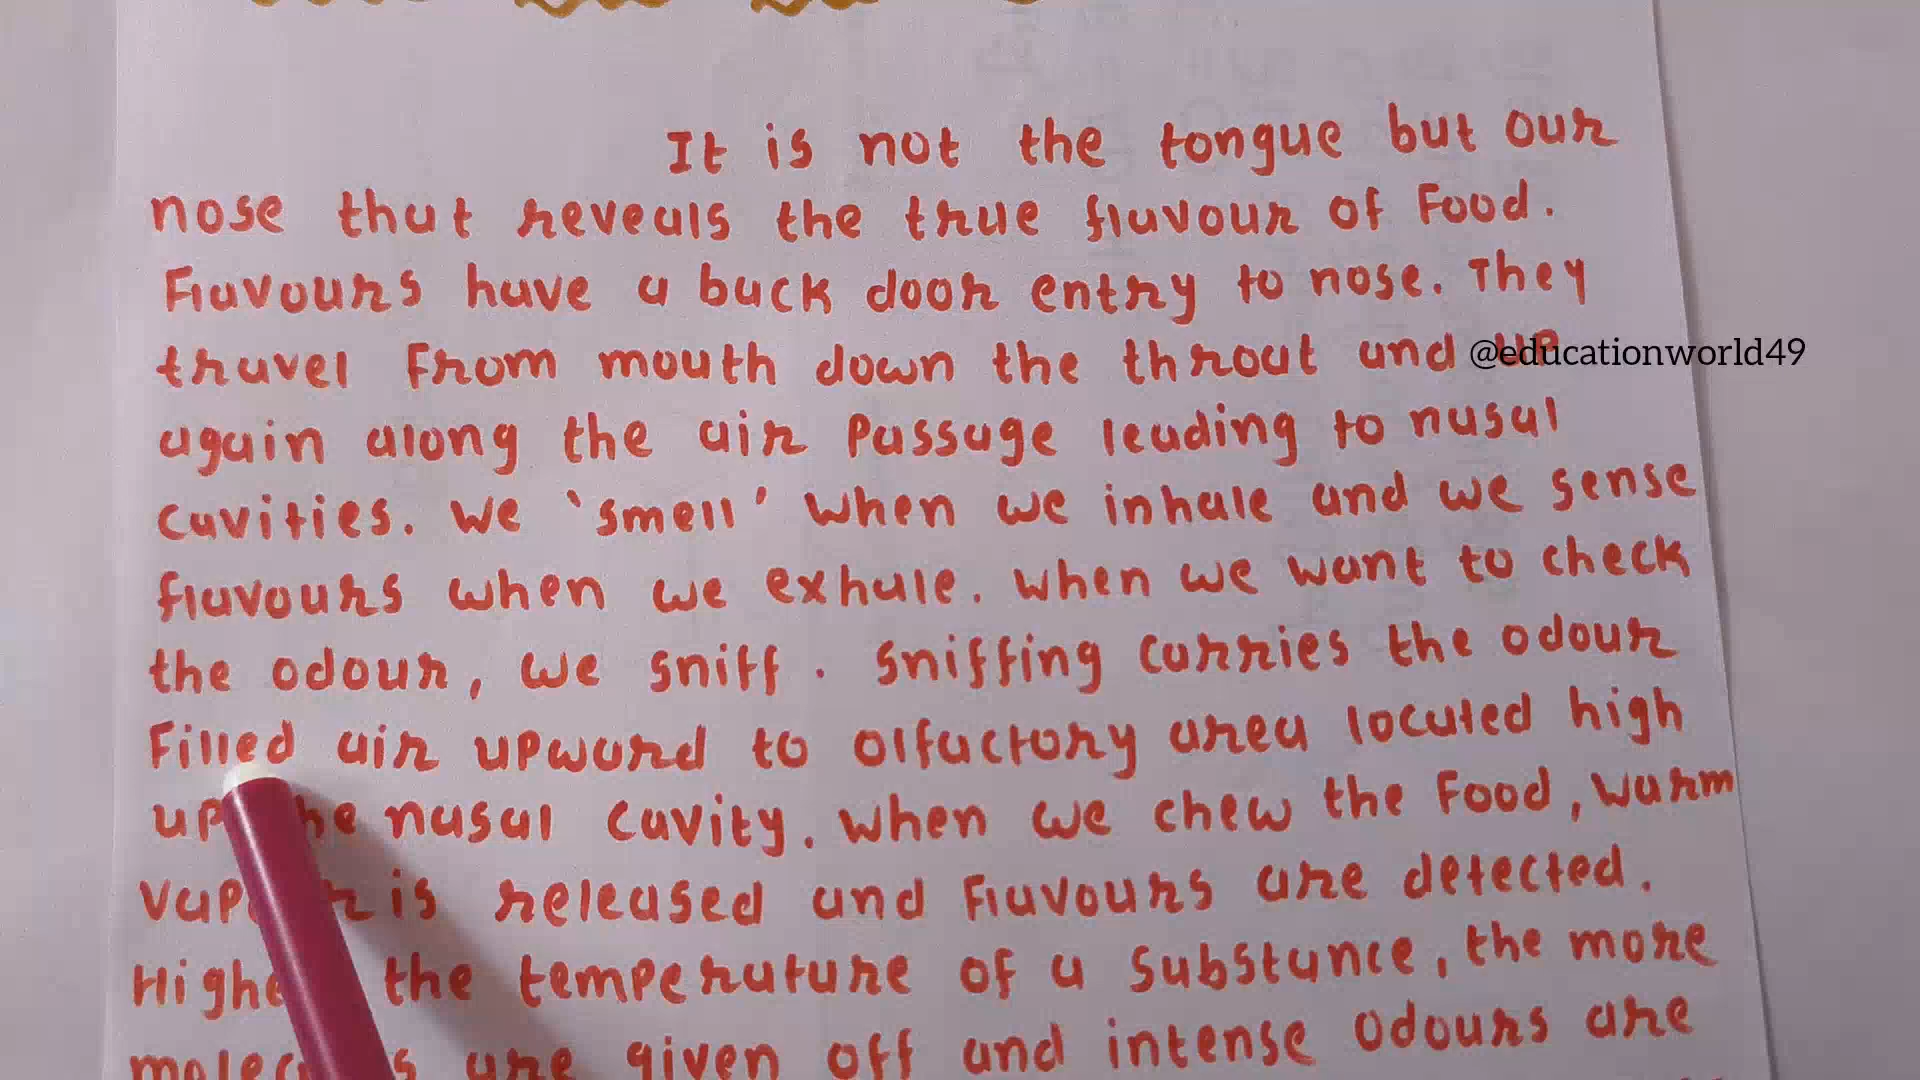 It is not the tongue but our
nose that reveals the true flavour of Food.
Flavours have a back door entry to nose. They
travel From mouth down the throat and up
@educationworld49
again along the air Passage leading to nasal
cavities. We 'smell' when we inhale and we sense
flavours when we exhale. When we want to check
the odour, we sniff. Sniffing carries the odour
Filled air upward to olfactory area located high
up the nasal cavity. When we chew the Food, warm
is released and Flavours are detected.
the temperature of a substance, the more
are given off and intense odours are